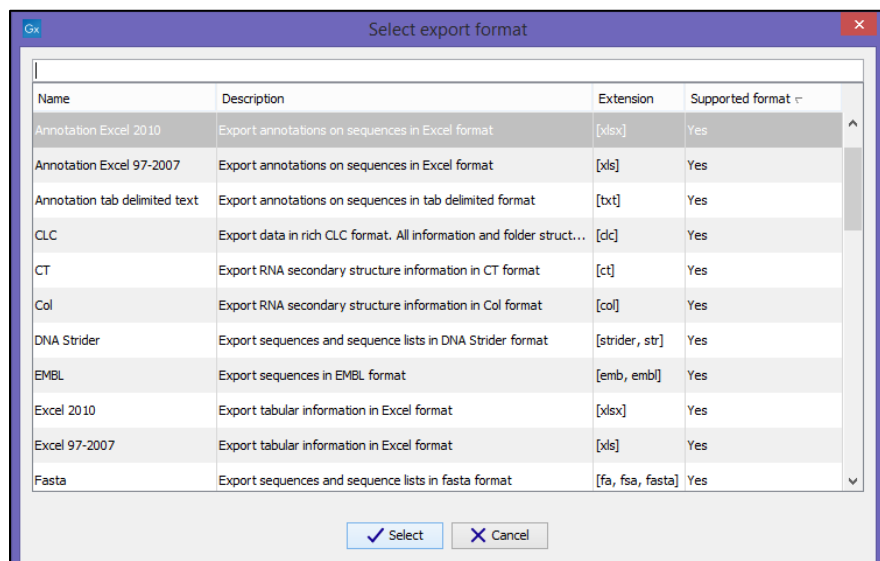 Gx Select export format
Name Description Extension Supported format
Annotation Excel 2010 Export annotations on sequences in Excel format [xlsx] Yes
Annotation Excel 97-2007 Export annotations on sequences in Excel format [xls] Yes
Annotation tab delimited text Export annotations on sequences in tab delimited format [txt] Yes
CLC Export data in rich CLC format. All information and folder struct... [clc] Yes
CT Export RNA secondary structure information in CT format [ct] Yes
Col Export RNA secondary structure information in Col format [col] Yes
DNA Strider Export sequences and sequence lists in DNA Strider format [strider, str] Yes
EMBL Export sequences in EMBL format [emb, embl] Yes
Excel 2010 Export tabular information in Excel format [xlsx] Yes
Excel 97-2007 Export tabular information in Excel format [xls] Yes
Fasta Export sequences and sequence lists in fasta format [fa, fsa, fasta] Yes
Select Cancel